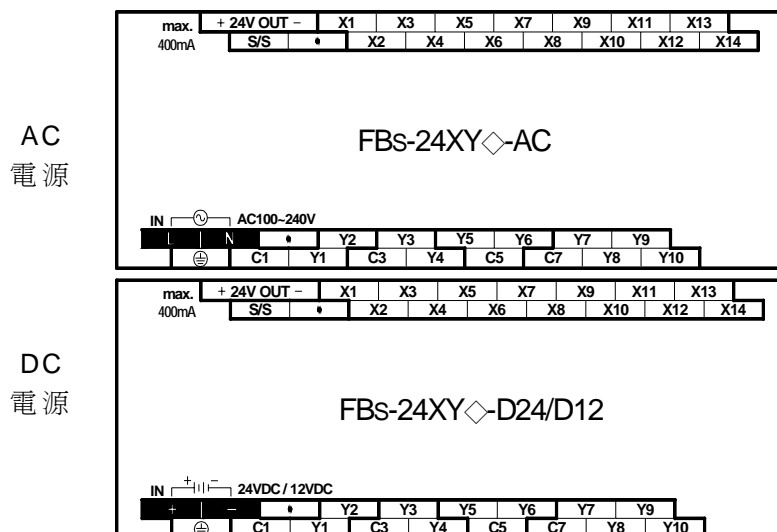 max. + 24V OUT − X1 X3 X5 X7 X9 X11 X13
400mA S/S • X2 X4 X6 X8 X10 X12 X14
AC
電源
FBs-24XY◇-AC
IN AC100~240V
L N • Y2 Y3 Y5 Y6 Y7 Y9
C1 Y1 C3 Y4 C5 C7 Y8 Y10
max. + 24V OUT − X1 X3 X5 X7 X9 X11 X13
400mA S/S • X2 X4 X6 X8 X10 X12 X14
DC
電源
FBs-24XY◇-D24/D12
IN + − 24VDC / 12VDC
+ − • Y2 Y3 Y5 Y6 Y7 Y9
C1 Y1 C3 Y4 C5 C7 Y8 Y10